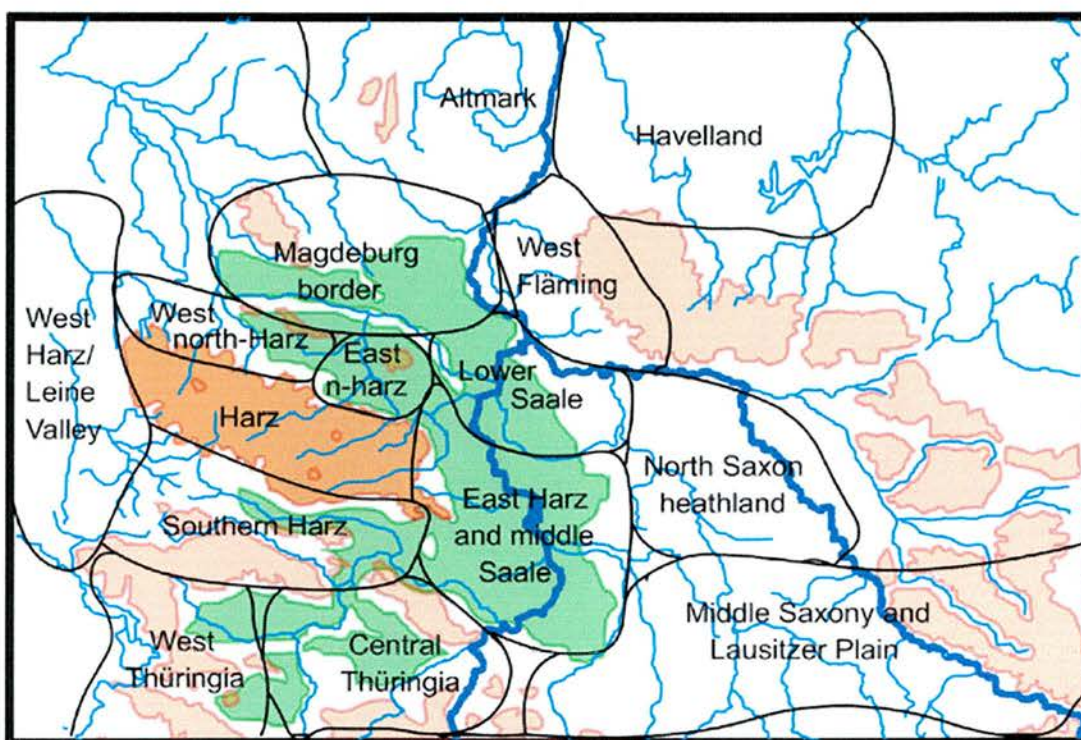 Altmark
Havelland
Magdeburg
border
West
Fläming
West
Harz/
Leine
Valley
West
north-Harz
East
n-harz
Lower
Saale
Harz
North Saxon
heathland
East Harz
and middle
Saale
Southern Harz
West
Thüringia
Central
Thüringia
Middle Saxony and
Lausitzer Plain